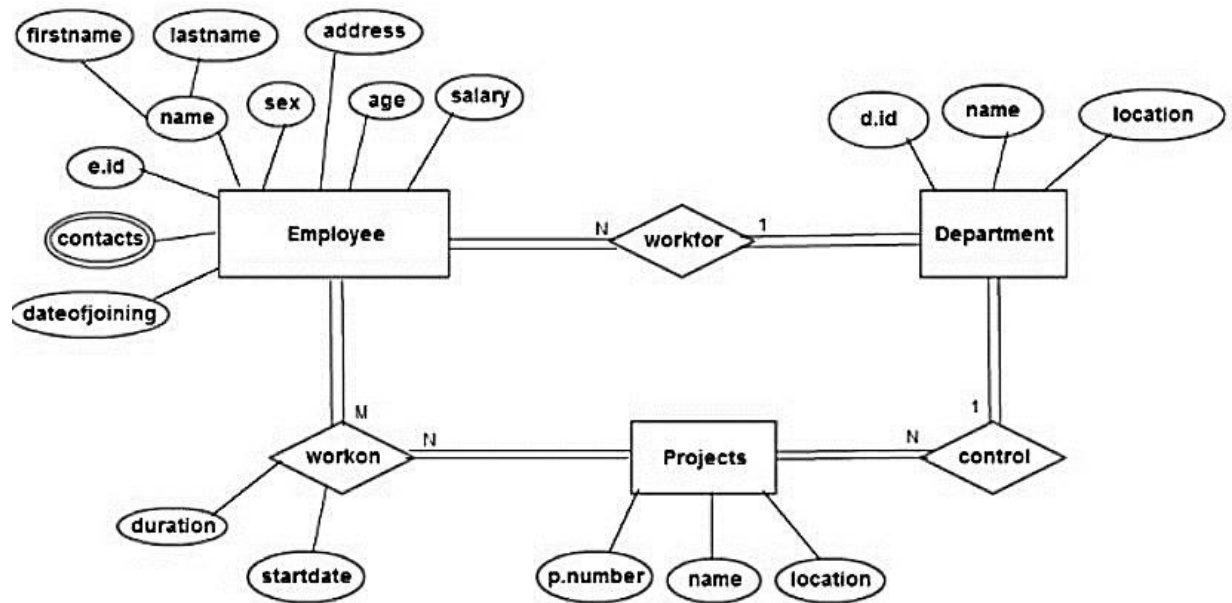 firstname
lastname
address
name
sex
age
salary
e.id
contacts
dateofjoining
Employee
N
workfor
1
d.id
name
location
Department
M
workon
N
duration
startdate
Projects
p.number
name
location
N
1
control